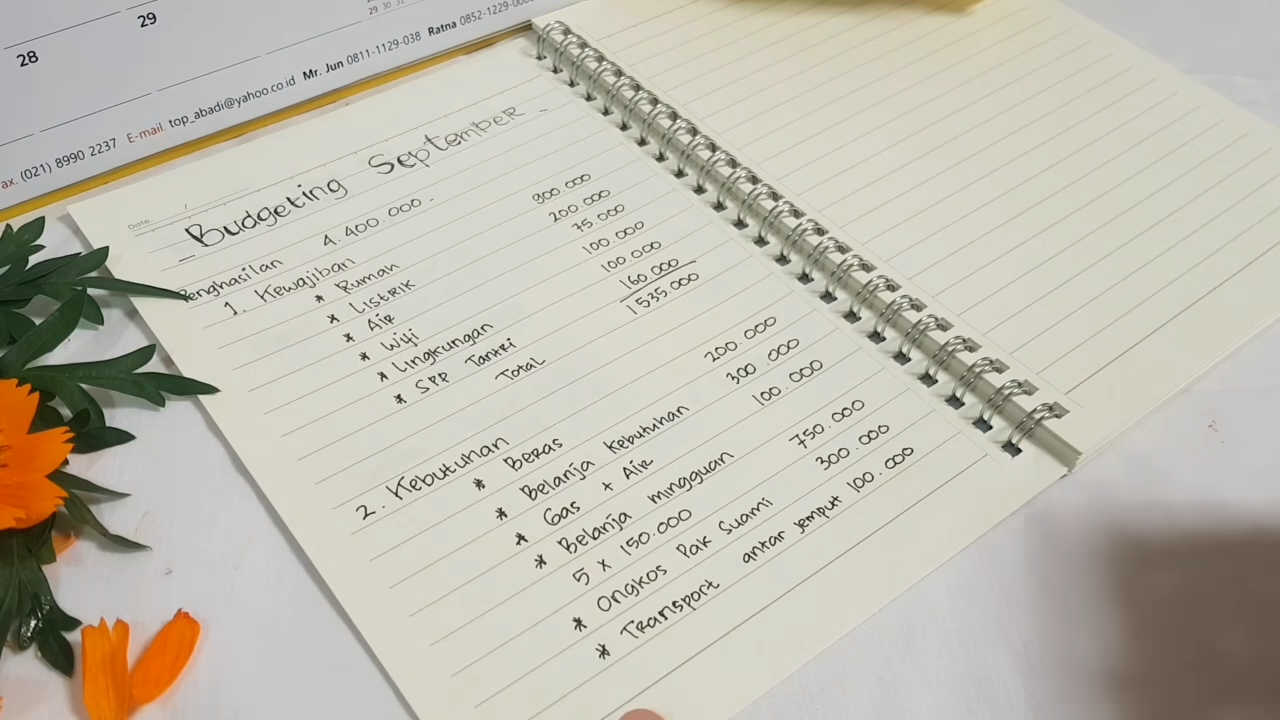 28
29
29 30 31
Fax. (021) 8990 2237 E-mail. top_abadi@yahoo.co.id Mr. Jun 0811-1129-038 Ratna
Date
Budgeting September
Penghasilan 4.400.000 -
1. Kewajiban
* Rumah 900.000
* Listrik 200.000
* Air 75.000
* Wifi 100.000
* Lingkungan 100.000
* SPP Tantri 160.000
Total 1535.000
2. Kebutuhan
* Beras 200.000
* Belanja kebutuhan 300.000
* Gas + Air 100.000
* Belanja mingguan
5 x 150.000 750.000
* Ongkos Pak Suami 300.000
* Transport antar jemput 100.000